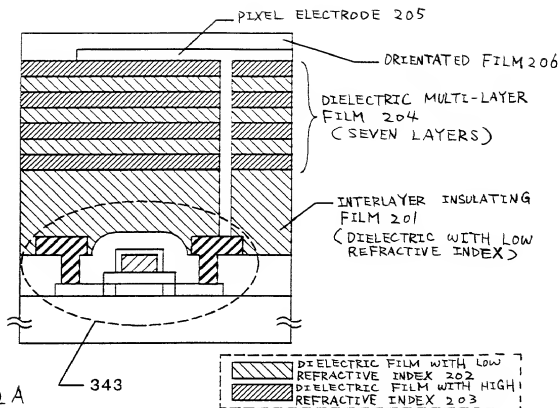 PIXEL ELECTRODE 205
ORIENTATED FILM 206
DIELECTRIC MULTI-LAYER
FILM 204
(SEVEN LAYERS)
INTERLAYER INSULATING
FILM 201
(DIELECTRIC WITH LOW
REFRACTIVE INDEX)
343
DIELECTRIC FILM WITH LOW
REFRACTIVE INDEX 202
DIELECTRIC FILM WITH HIGH
REFRACTIVE INDEX 203